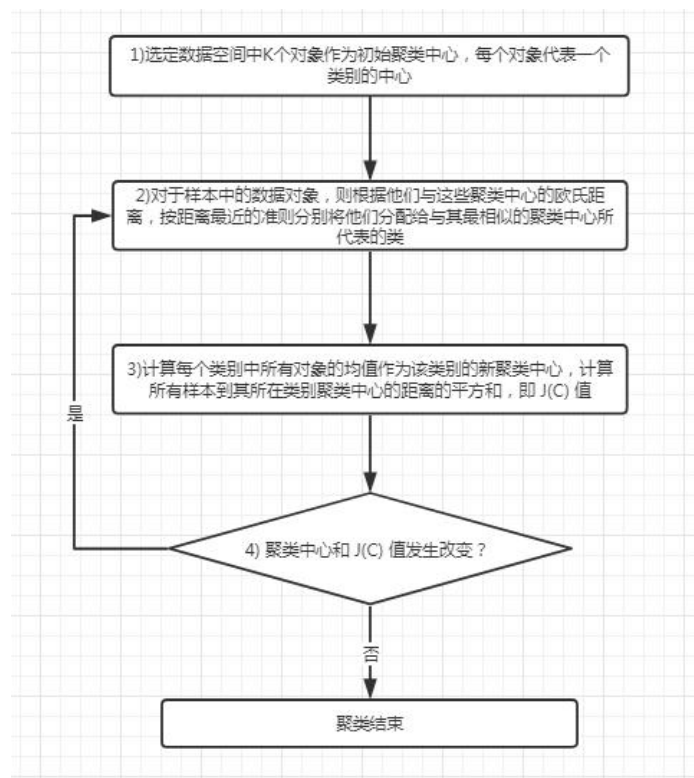 1)选定数据空间中K个对象作为初始聚类中心，每个对象代表一个
类别的中心
2)对于样本中的数据对象，则根据他们与这些聚类中心的欧氏距
离，按距离最近的准则分别将他们分配给与其最相似的聚类中心所
代表的类
3)计算每个类别中所有对象的均值作为该类别的新聚类中心，计算
所有样本到其所在类别聚类中心的距离的平方和，即 J(C) 值
是
4) 聚类中心和 J(C) 值发生改变？
否
聚类结束